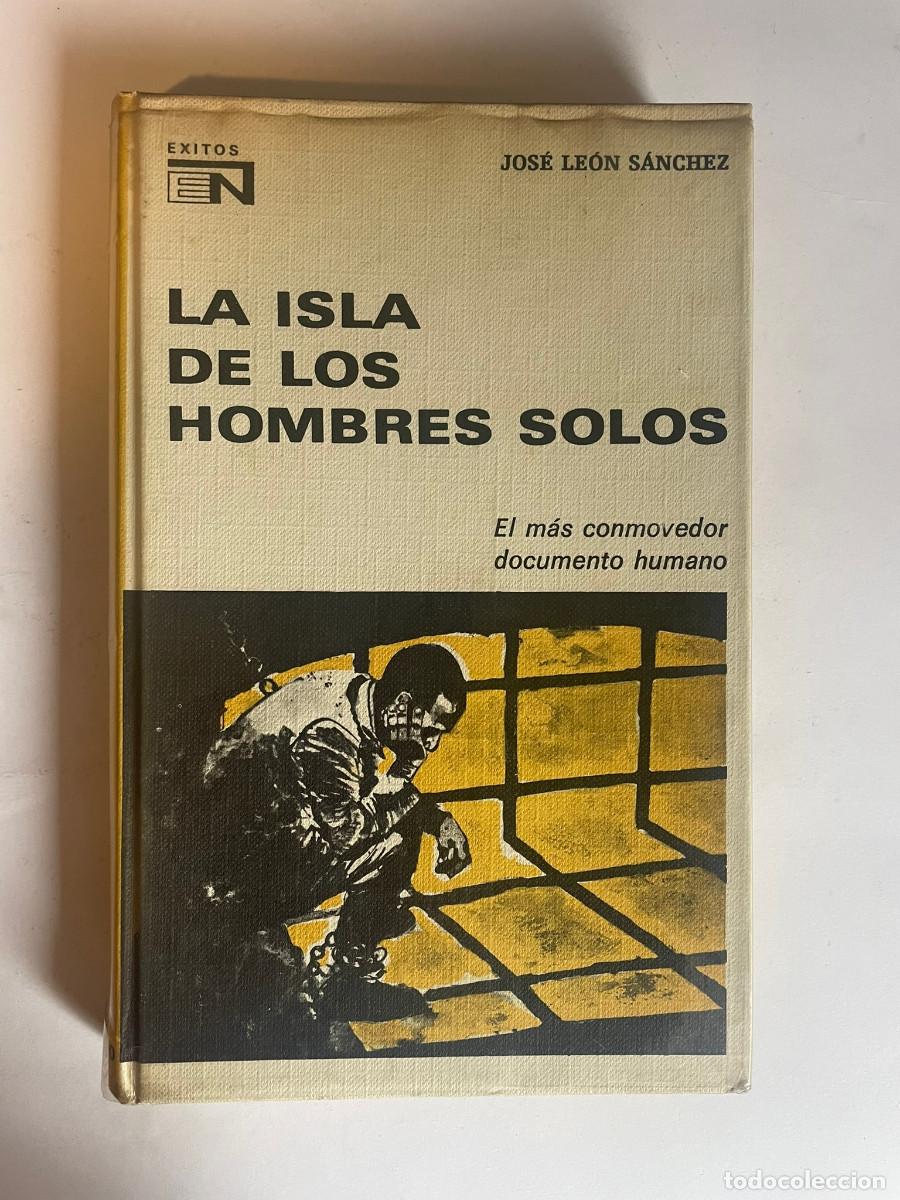 EXITOS
EN
JOSÉ LEÓN SÁNCHEZ
LA ISLA
DE LOS
HOMBRES SOLOS
El más conmovedor
documento humano
todocoleccion